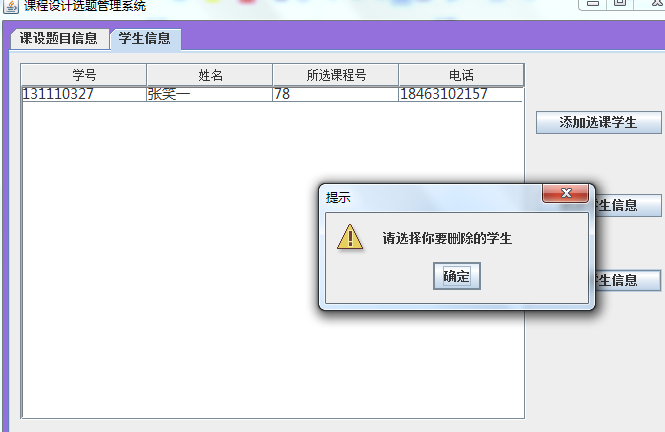 课程设计选题管理系统
课设题目信息 学生信息
学号 姓名 所选课程号 电话
131110327 张笑一 78 18463102157
添加选课学生
提示
生信息
请选择你要删除的学生
确定
生信息